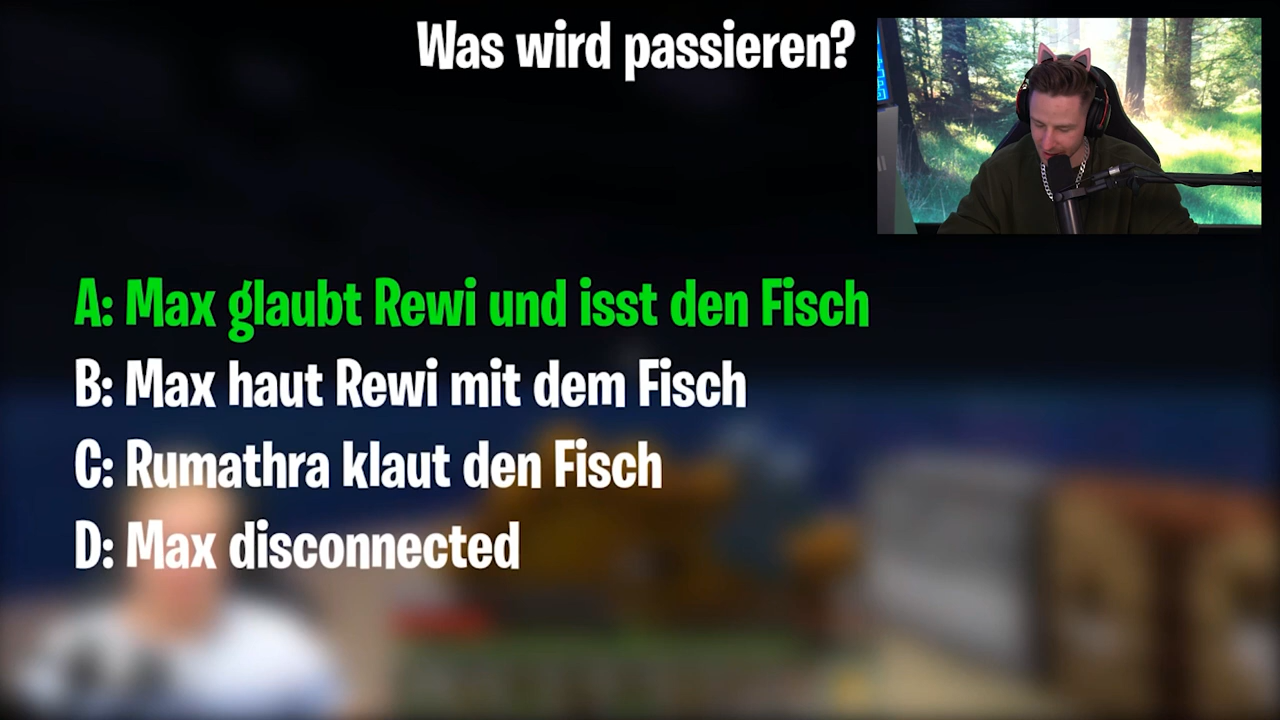 Was wird passieren?
A: Max glaubt Rewi und isst den Fisch
B: Max haut Rewi mit dem Fisch
C: Rumathra klaut den Fisch
D: Max disconnected